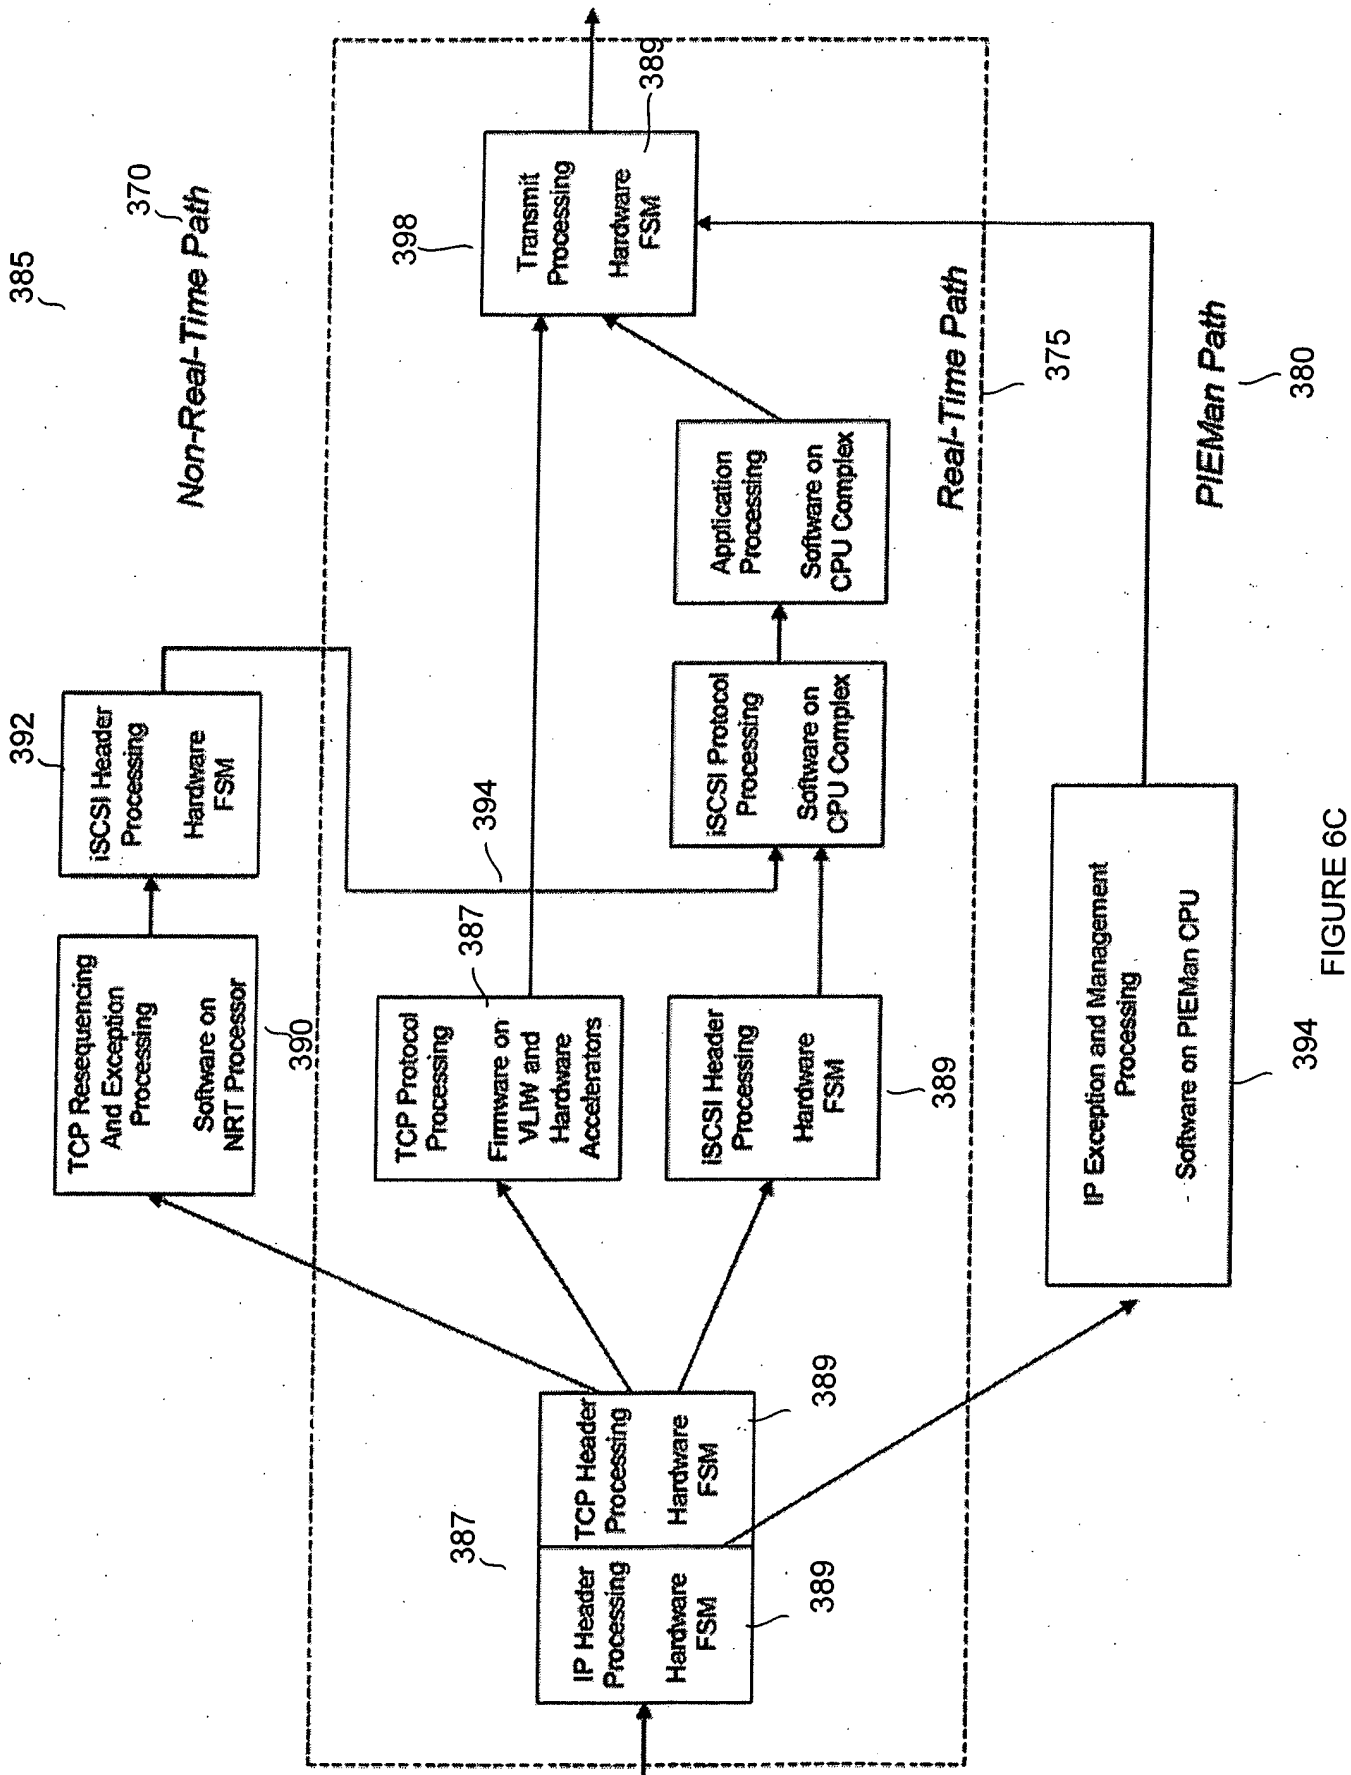 385
370
Non-Real-Time Path
392
iSCSI Header
Processing
Hardware
FSM
TCP Resequencing
And Exception
Processing
Software on
NRT Processor
390
394
387
TCP Protocol
Processing
Firmware on
VLIW and
Hardware
Accelerators
398
Transmit
Processing
Hardware
FSM
389
387
IP Header
Processing
Hardware
FSM
389
TCP Header
Processing
Hardware
FSM
389
iSCSI Header
Processing
Hardware
FSM
389
iSCSI Protocol
Processing
Software on
CPU Complex
Application
Processing
Software on
CPU Complex
Real-Time Path
375
PIEMan Path
380
IP Exception and Management
Processing
- Software on PIEMan CPU
394
FIGURE 6C